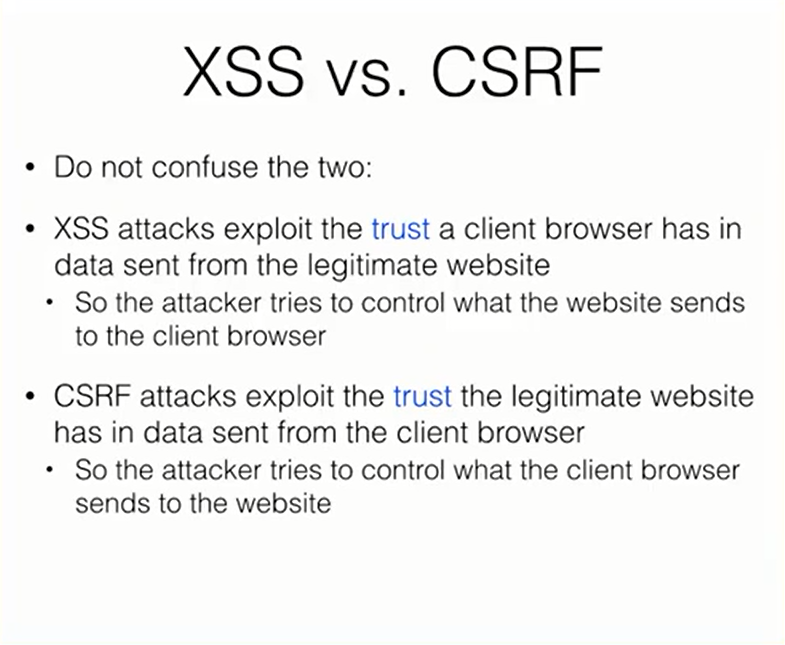 XSS vs. CSRF
• Do not confuse the two:
• XSS attacks exploit the trust a client browser has in
data sent from the legitimate website
• So the attacker tries to control what the website sends
to the client browser
• CSRF attacks exploit the trust the legitimate website
has in data sent from the client browser
• So the attacker tries to control what the client browser
sends to the website